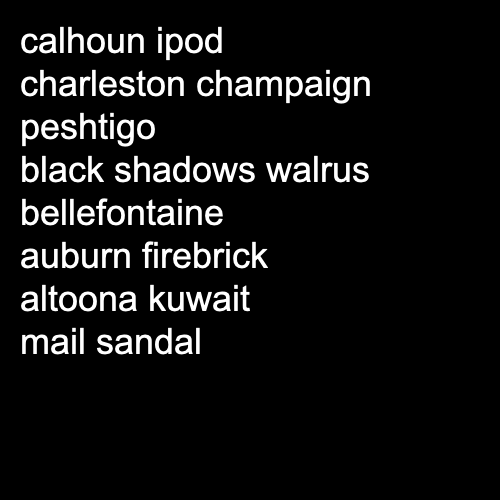 calhoun ipod
charleston champaign
peshtigo
black shadows walrus
bellefontaine
auburn firebrick
altoona kuwait
mail sandal